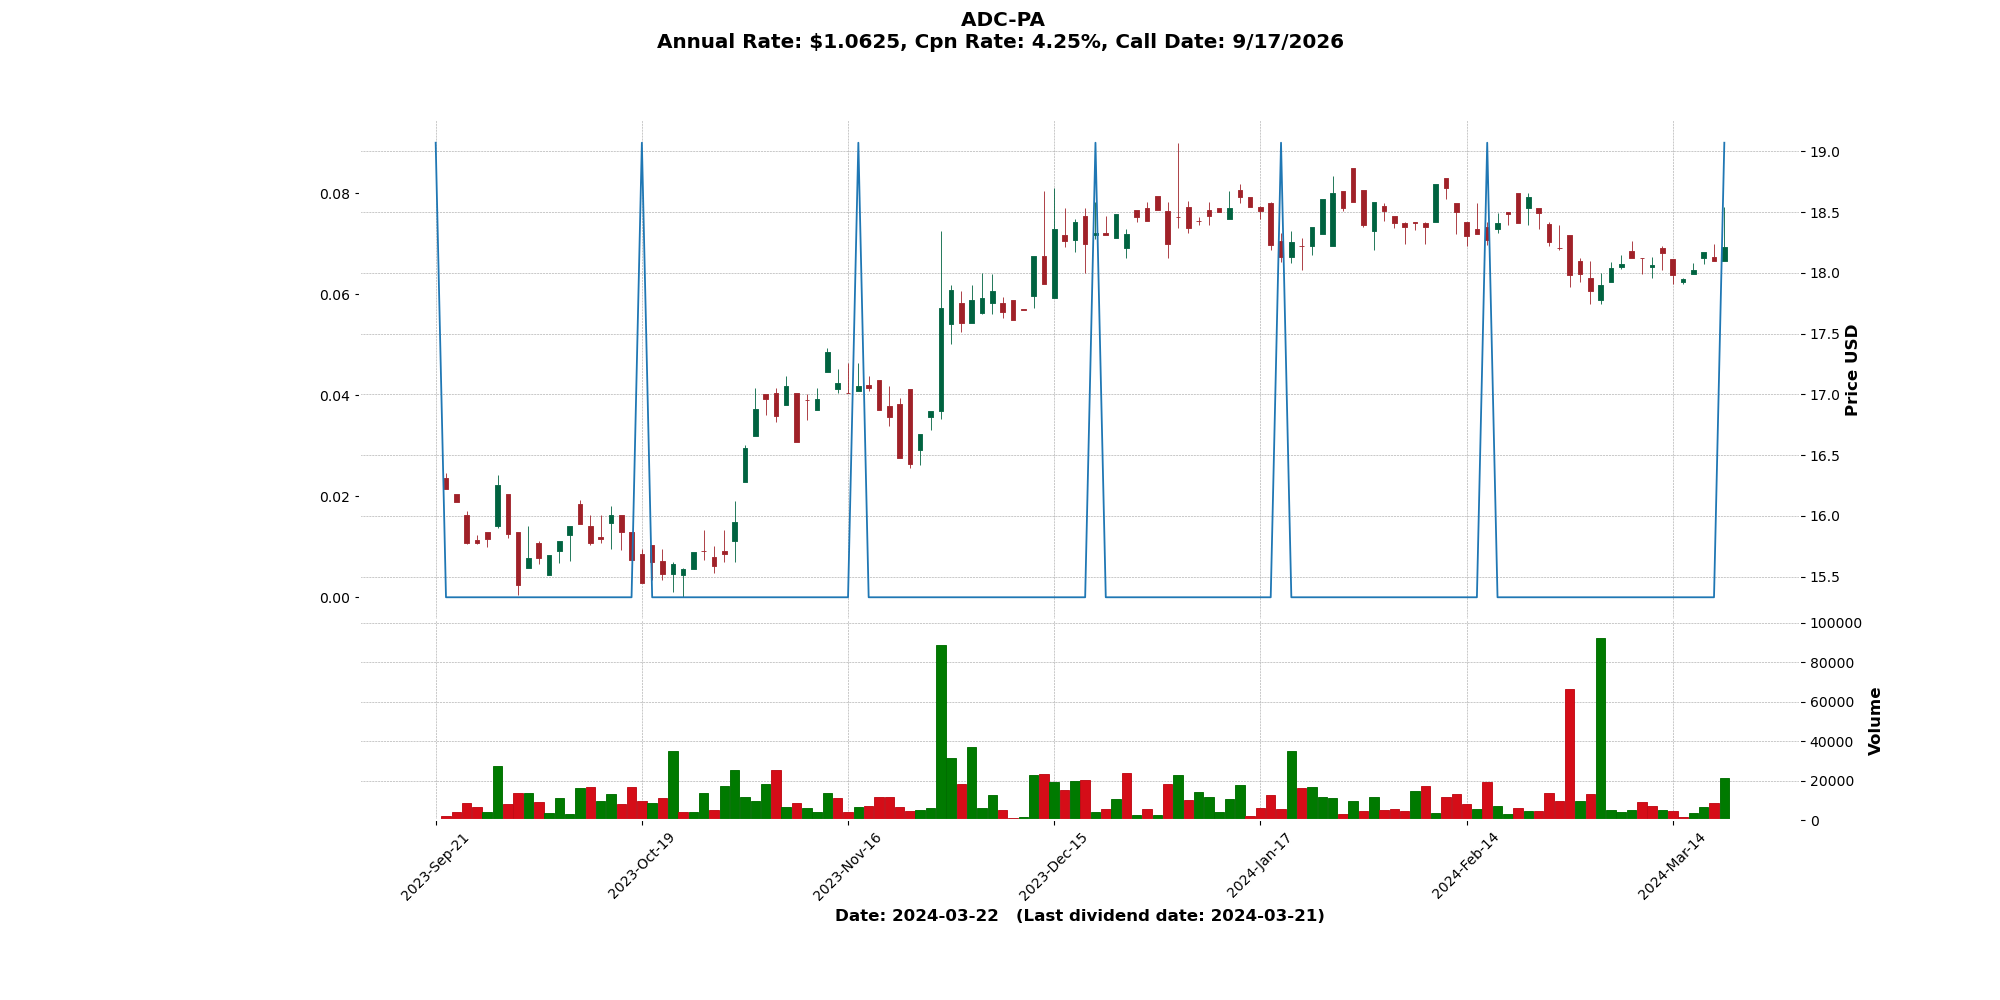 ADC-PA
Annual Rate: $1.0625, Cpn Rate: 4.25%, Call Date: 9/17/2026
0.08
0.06
0.04
0.02
0.00
19.0
18.5
18.0
17.5
17.0
16.5
16.0
15.5
Price USD
100000
80000
60000
40000
20000
0
Volume
2023-Sep-21
2023-Oct-19
2023-Nov-16
2023-Dec-15
2024-Jan-17
2024-Feb-14
2024-Mar-14
Date: 2024-03-22 (Last dividend date: 2024-03-21)